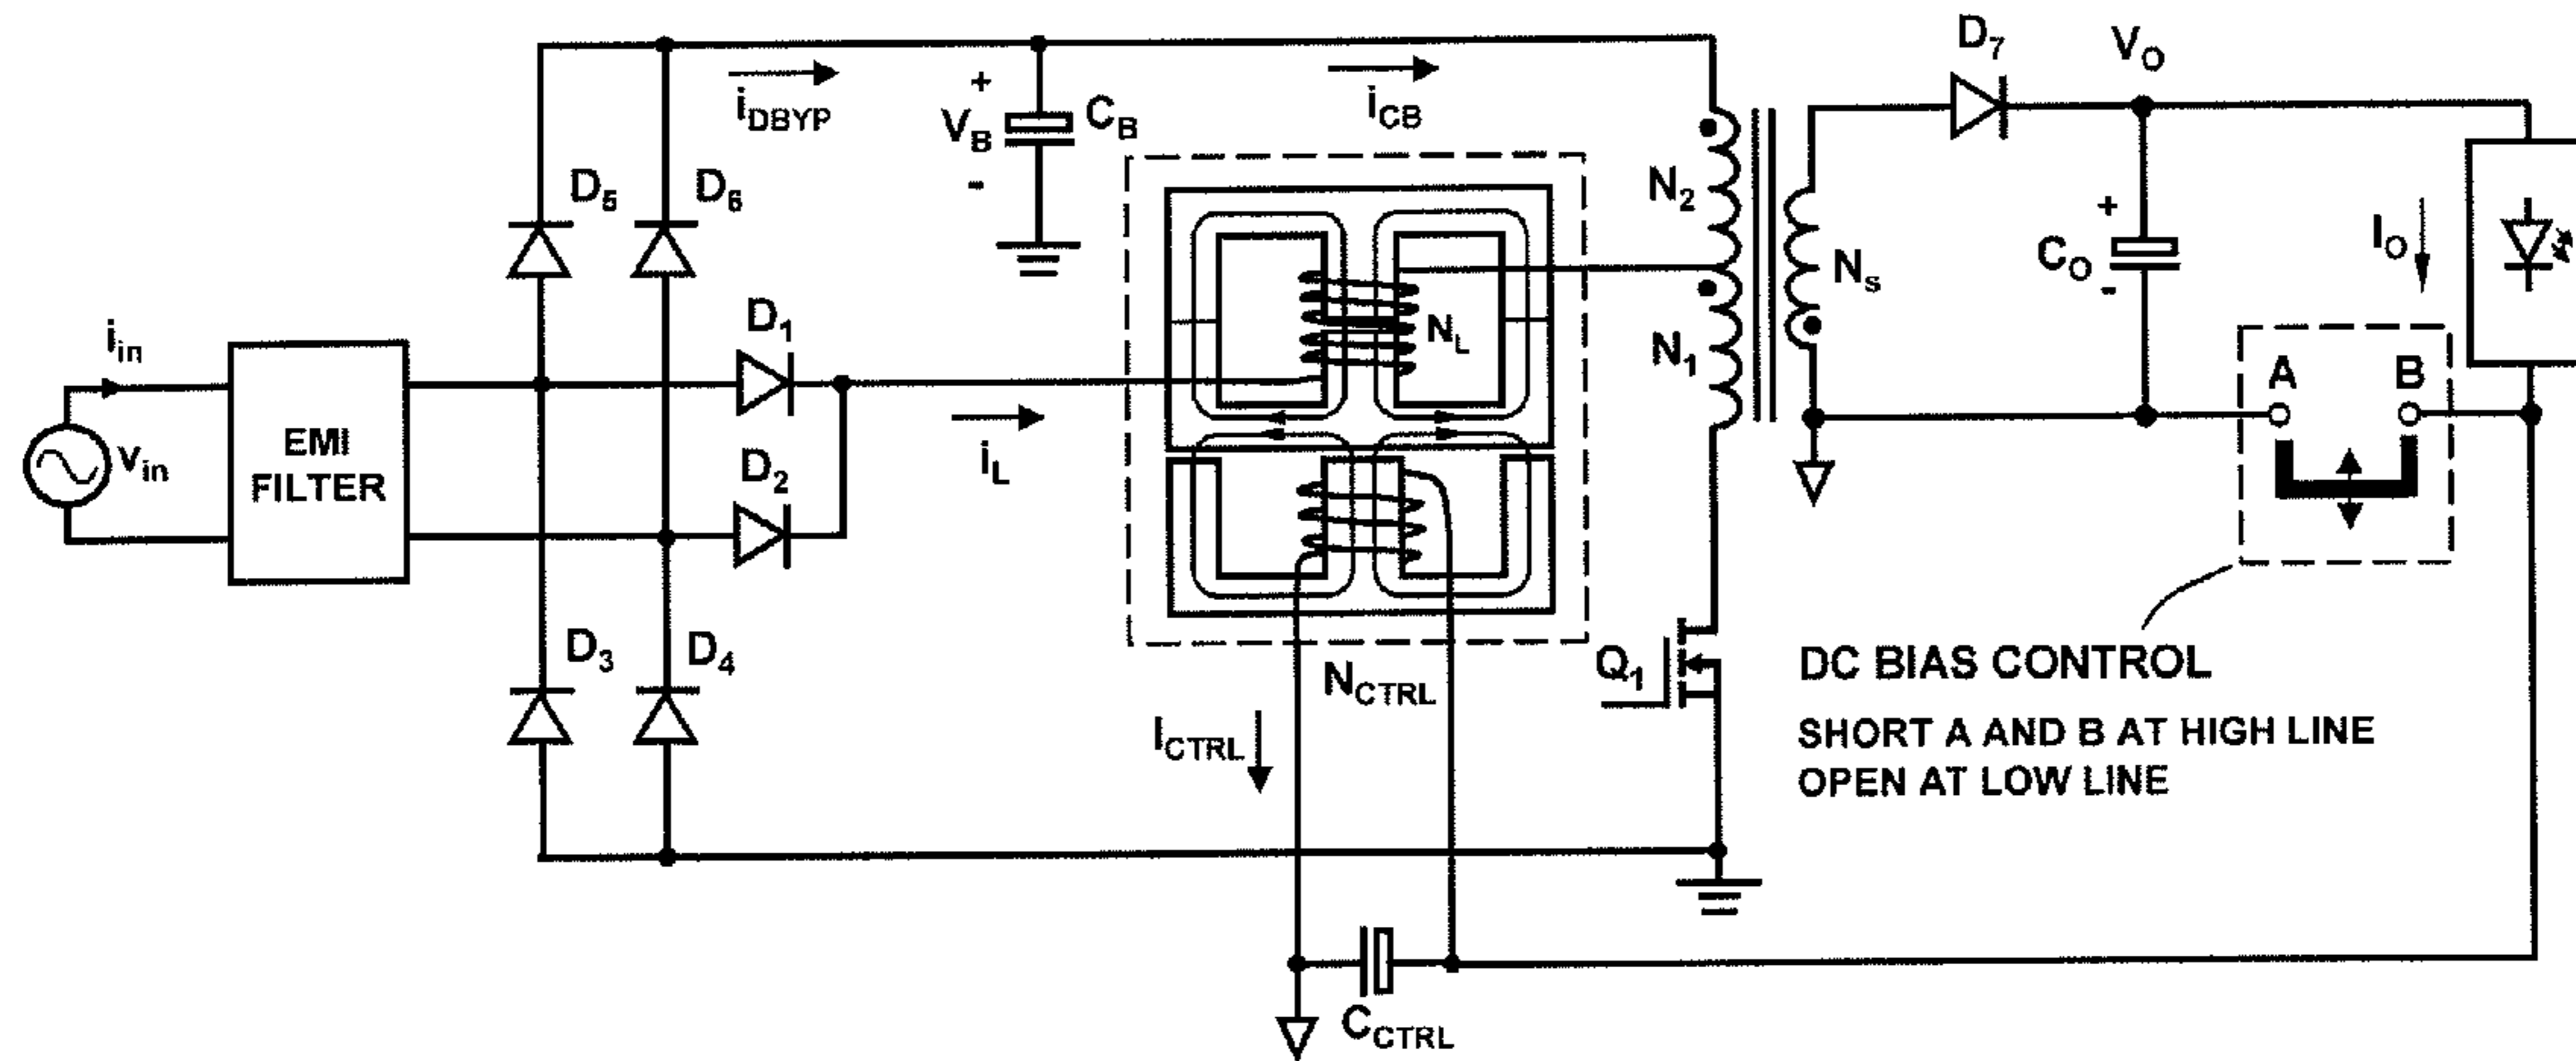 D7
VO
iDBYP
+
VB
-
CB
iCB
D5
D6
N2
Ns
+
CO
-
IO
iin
vin
EMI
FILTER
D1
D2
iL
NL
N1
A
B
D3
D4
NCTRL
ICTRL
Q1
DC BIAS CONTROL
SHORT A AND B AT HIGH LINE
OPEN AT LOW LINE
CCTRL